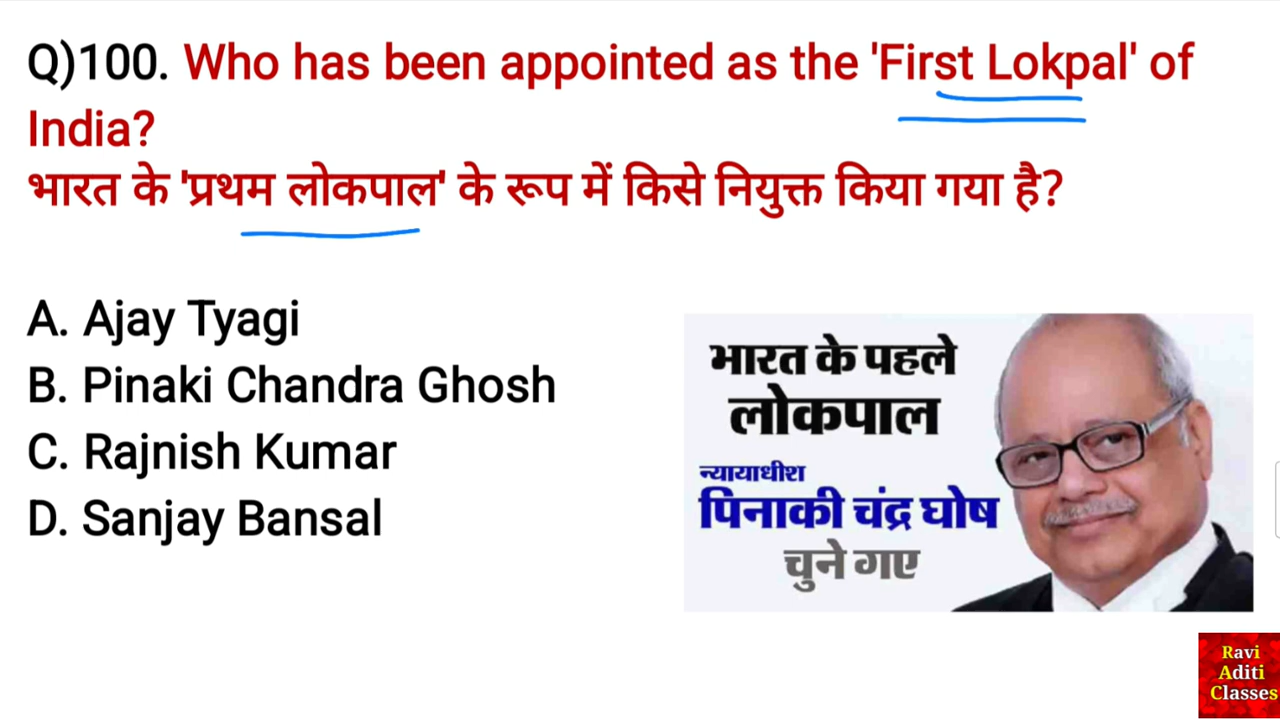 Q)100. Who has been appointed as the 'First Lokpal' of
India?
भारत के 'प्रथम लोकपाल' के रूप में किसे नियुक्त किया गया है?
A. Ajay Tyagi
B. Pinaki Chandra Ghosh
C. Rajnish Kumar
D. Sanjay Bansal
भारत के पहले
लोकपाल
न्यायाधीश
पिनाकी चंद्र घोष
चुने गए
Ravi
Aditi
Classes